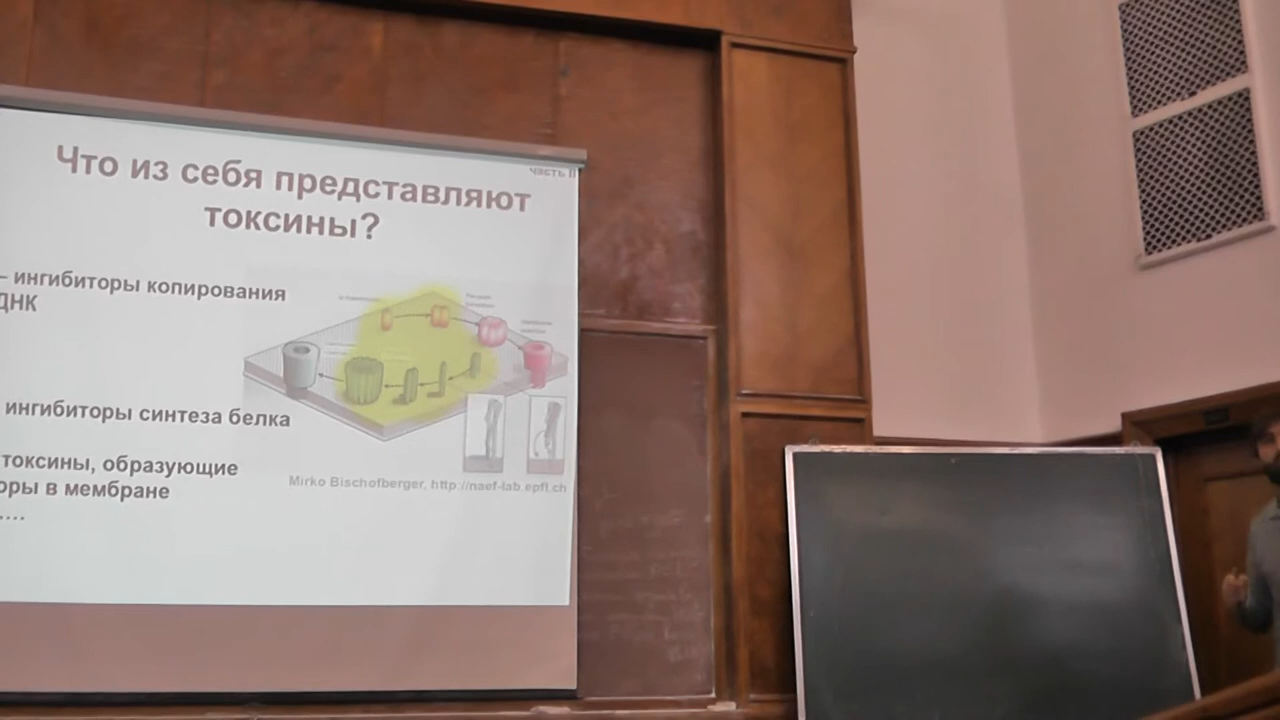 часть II
Что из себя представляют
токсины?
– ингибиторы копирования
ДНК
ингибиторы синтеза белка
токсины, образующие
оры в мембране
....
Mirko Bischofberger, http://naef-lab.epfl.ch